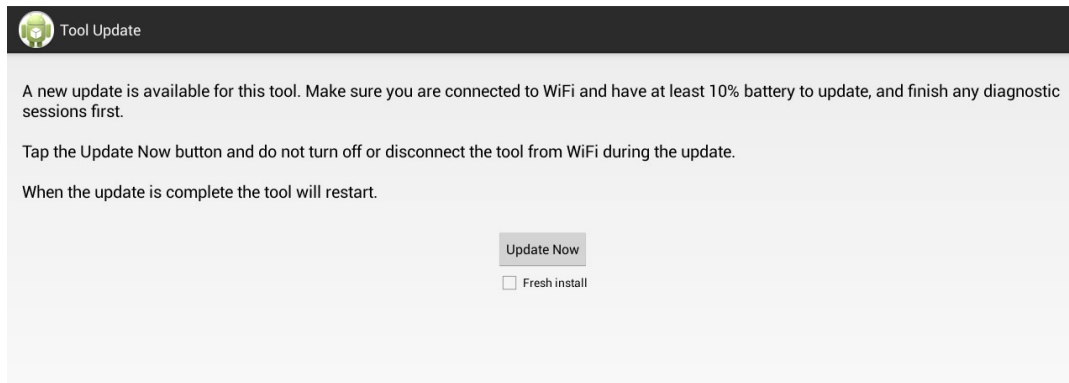 Tool Update
A new update is available for this tool. Make sure you are connected to WiFi and have at least 10% battery to update, and finish any diagnostic
sessions first.
Tap the Update Now button and do not turn off or disconnect the tool from WiFi during the update.
When the update is complete the tool will restart.
Update Now
Fresh install